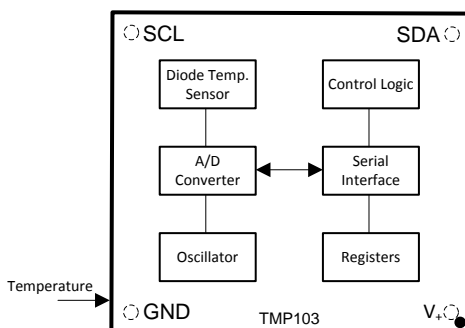 SCL
SDA
Diode Temp.
Sensor
Control Logic
A/D
Converter
Serial
Interface
Oscillator
Registers
Temperature
GND
TMP103
V+